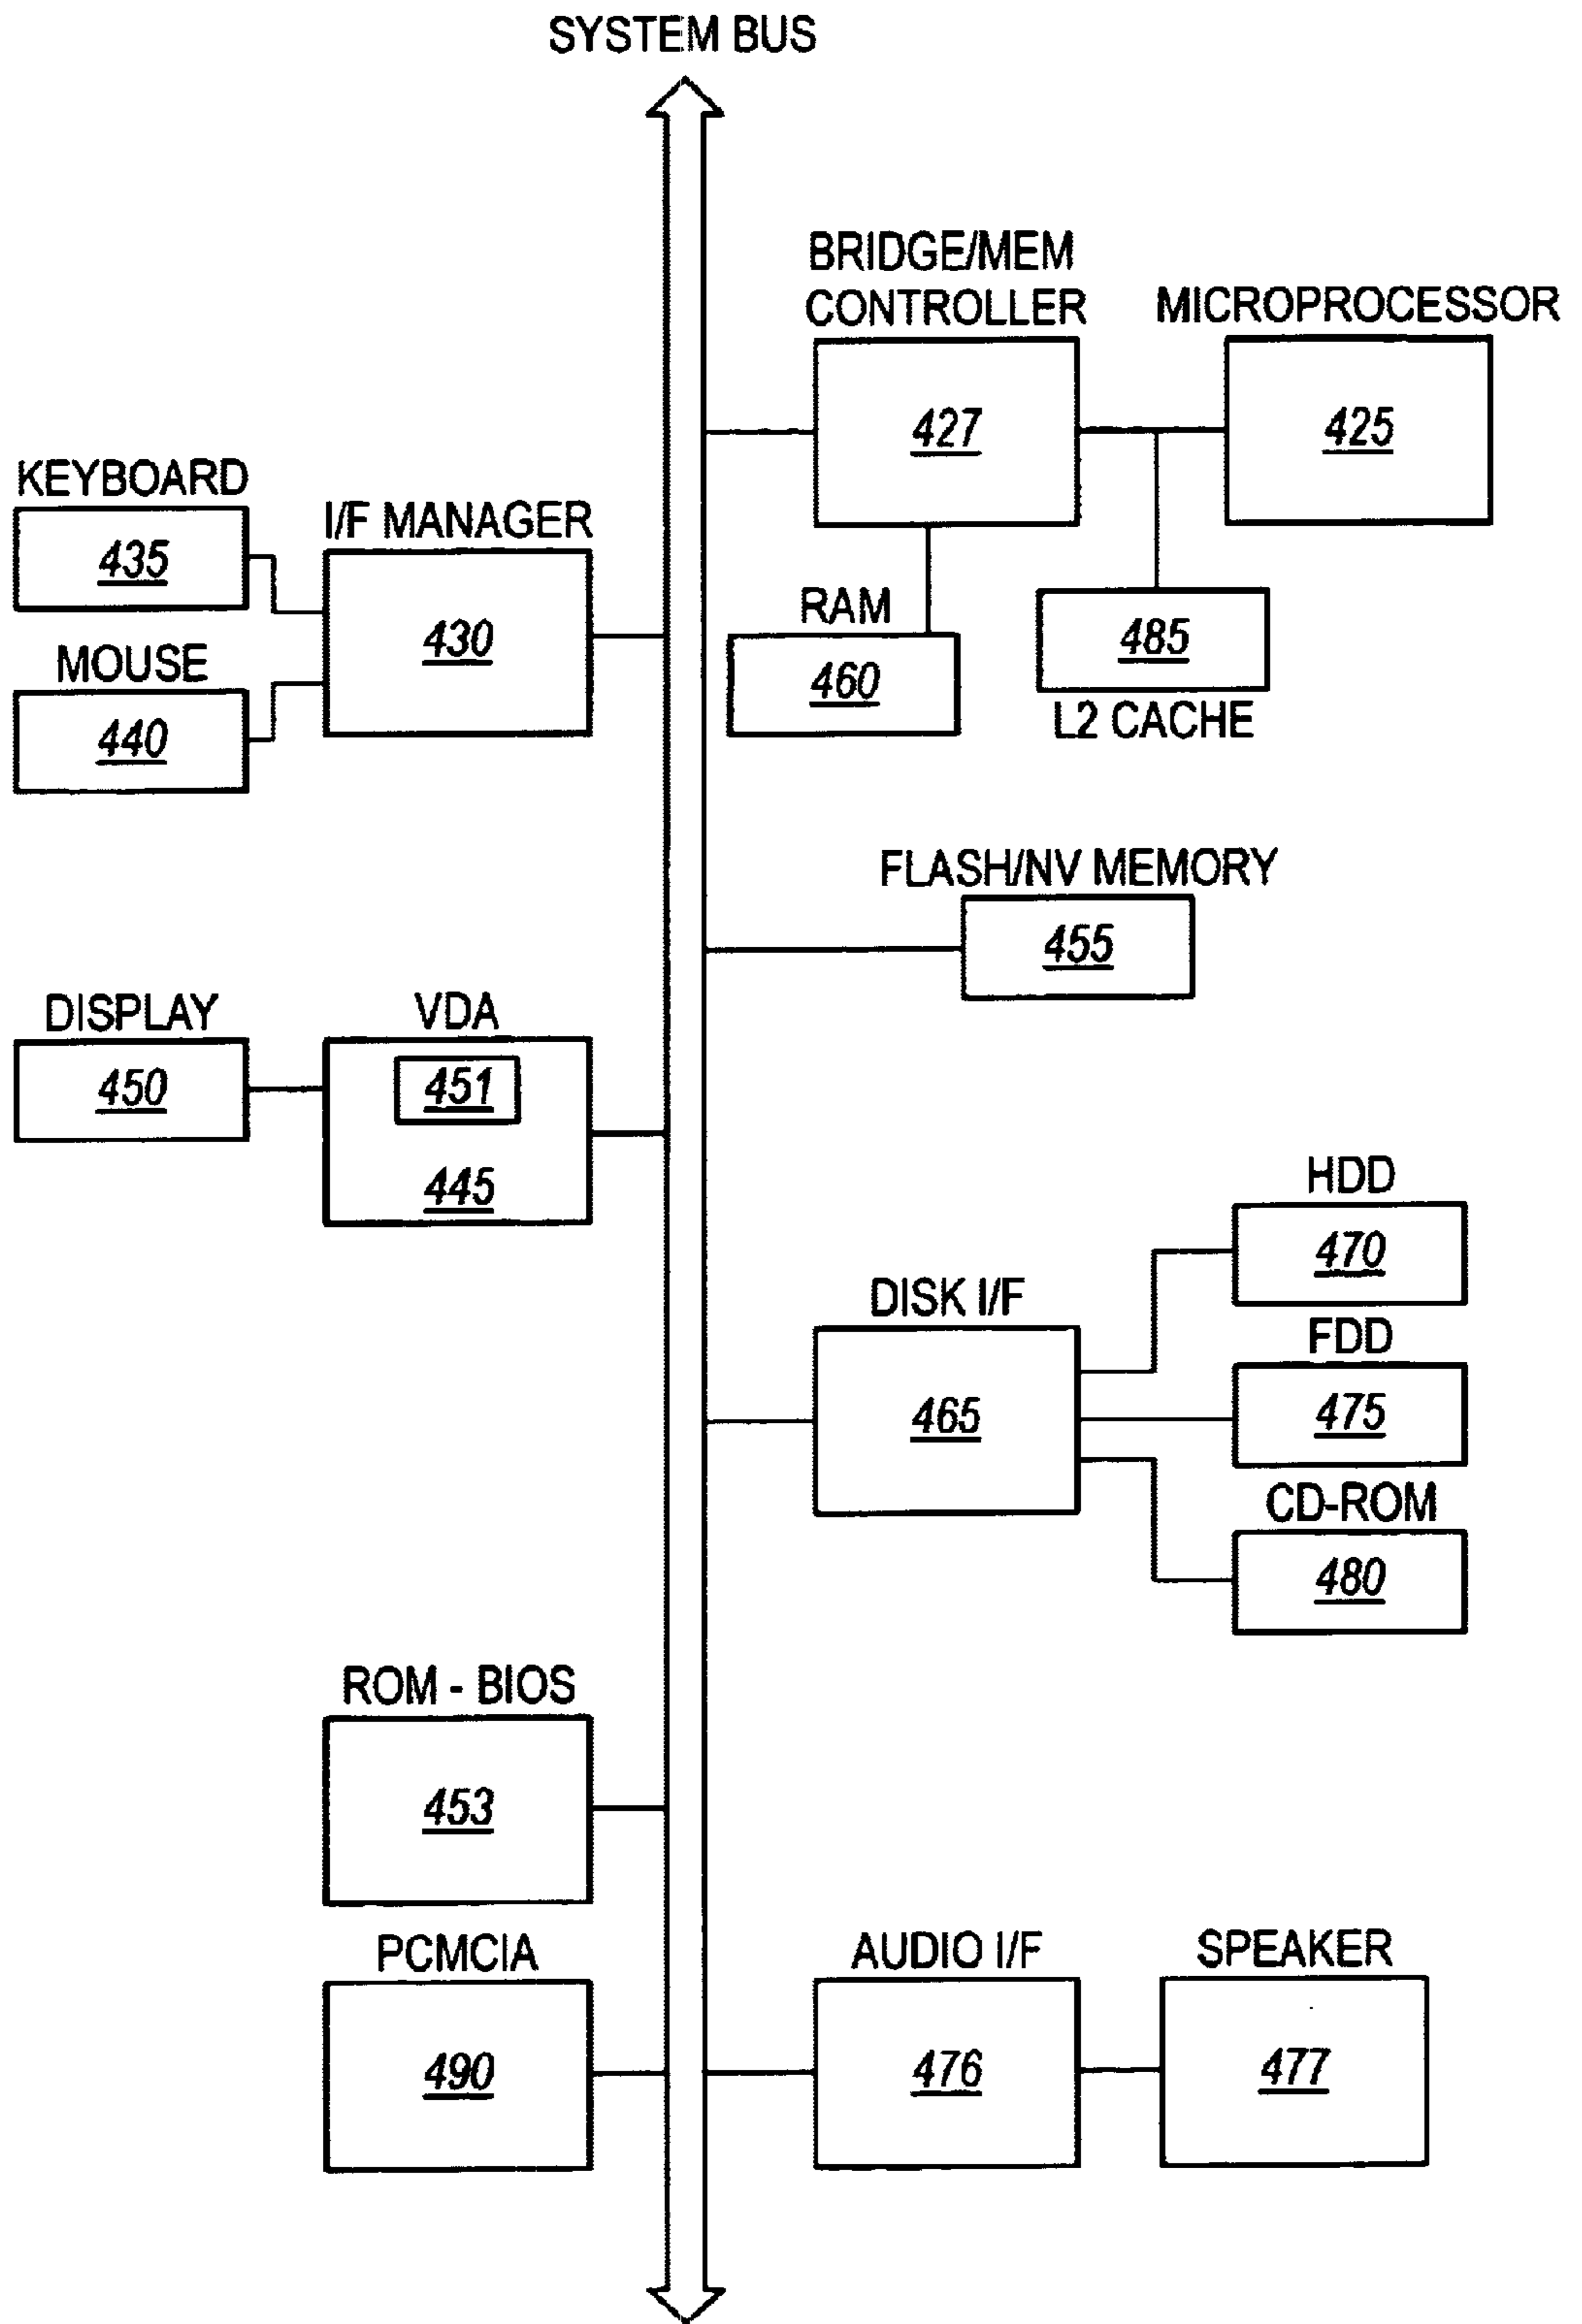 SYSTEM BUS
BRIDGE/MEM
CONTROLLER
427
MICROPROCESSOR
425
KEYBOARD
435
I/F MANAGER
430
MOUSE
440
RAM
460
485
L2 CACHE
FLASH/NV MEMORY
455
DISPLAY
450
VDA
451
445
HDD
470
DISK I/F
465
FDD
475
CD-ROM
480
ROM - BIOS
453
PCMCIA
490
AUDIO I/F
476
SPEAKER
477